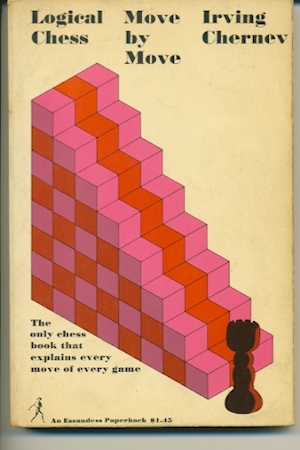 Logical Chess
Move by Move
Irving Chernev
The
only chess
book that
explains every
move of every game
An Essandess Paperback $1.45